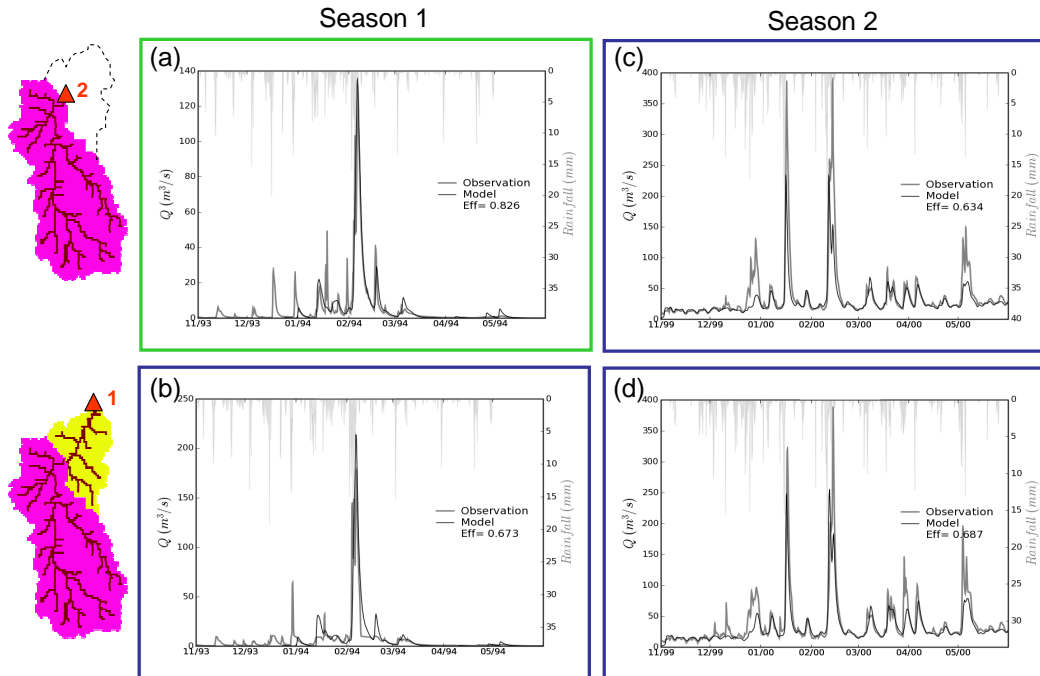 Season 1
Season 2
2
(a)
140
120
100
80
60
40
20
0
Q (m³/s)
11/93 12/93 01/94 02/94 03/94 04/94 05/94
0
5
10
15
20
25
30
35
Rainfall (mm)
Observation
Model
Eff= 0.826
(c)
400
350
300
250
200
150
100
50
0
Q (m³/s)
11/99 12/99 01/00 02/00 03/00 04/00 05/00
0
5
10
15
20
25
30
35
40
Rainfall (mm)
Observation
Model
Eff= 0.634
1
(b)
250
200
150
100
50
0
Q (m³/s)
11/93 12/93 01/94 02/94 03/94 04/94 05/94
0
5
10
15
20
25
30
35
Rainfall (mm)
Observation
Model
Eff= 0.673
(d)
400
350
300
250
200
150
100
50
0
Q (m³/s)
11/99 12/99 01/00 02/00 03/00 04/00 05/00
0
5
10
15
20
25
30
Rainfall (mm)
Observation
Model
Eff= 0.687